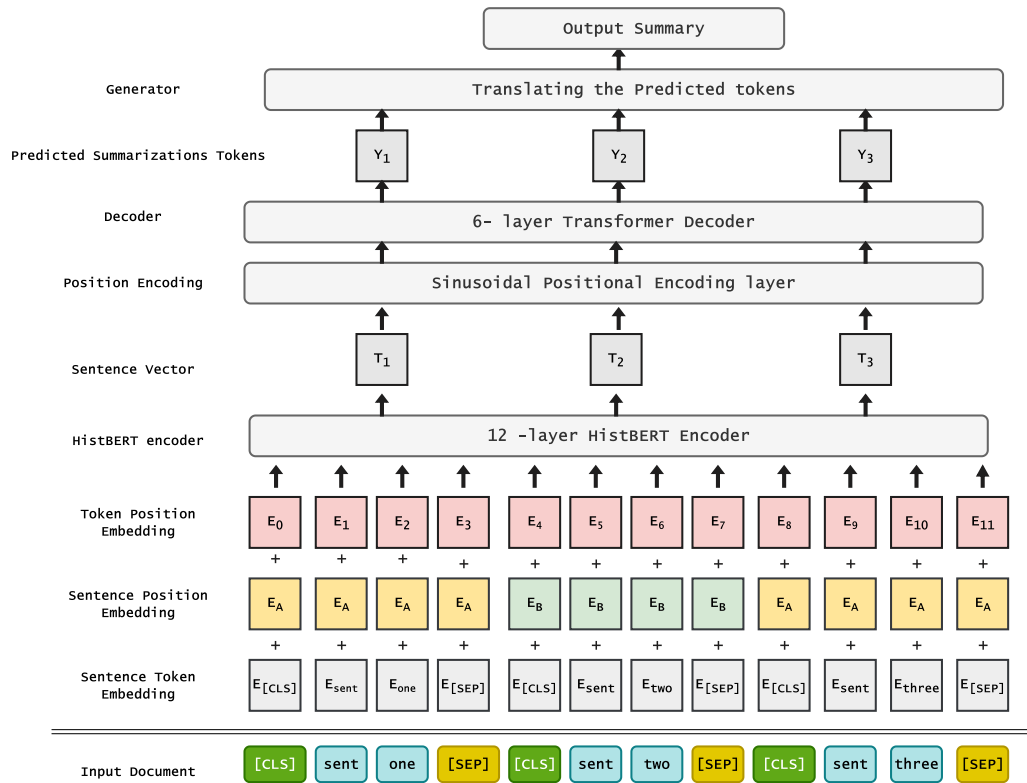 Output Summary
Generator
Translating the Predicted tokens
Predicted Summarizations Tokens
Y1 Y2 Y3
Decoder
6- layer Transformer Decoder
Position Encoding
Sinusoidal Positional Encoding layer
Sentence Vector
T1 T2 T3
HistBERT encoder
12 -layer HistBERT Encoder
Token Position
Embedding
E0 E1 E2 E3 E4 E5 E6 E7 E8 E9 E10 E11
+ + + + + + + + + + + +
Sentence Position
Embedding
EA EA EA EA EB EB EB EB EA EA EA EA
+ + + + + + + + + + + +
Sentence Token
Embedding
E[CLS] Esent Eone E[SEP] E[CLS] Esent Etwo E[SEP] E[CLS] Esent Ethree E[SEP]
Input Document
[CLS] sent one [SEP] [CLS] sent two [SEP] [CLS] sent three [SEP]